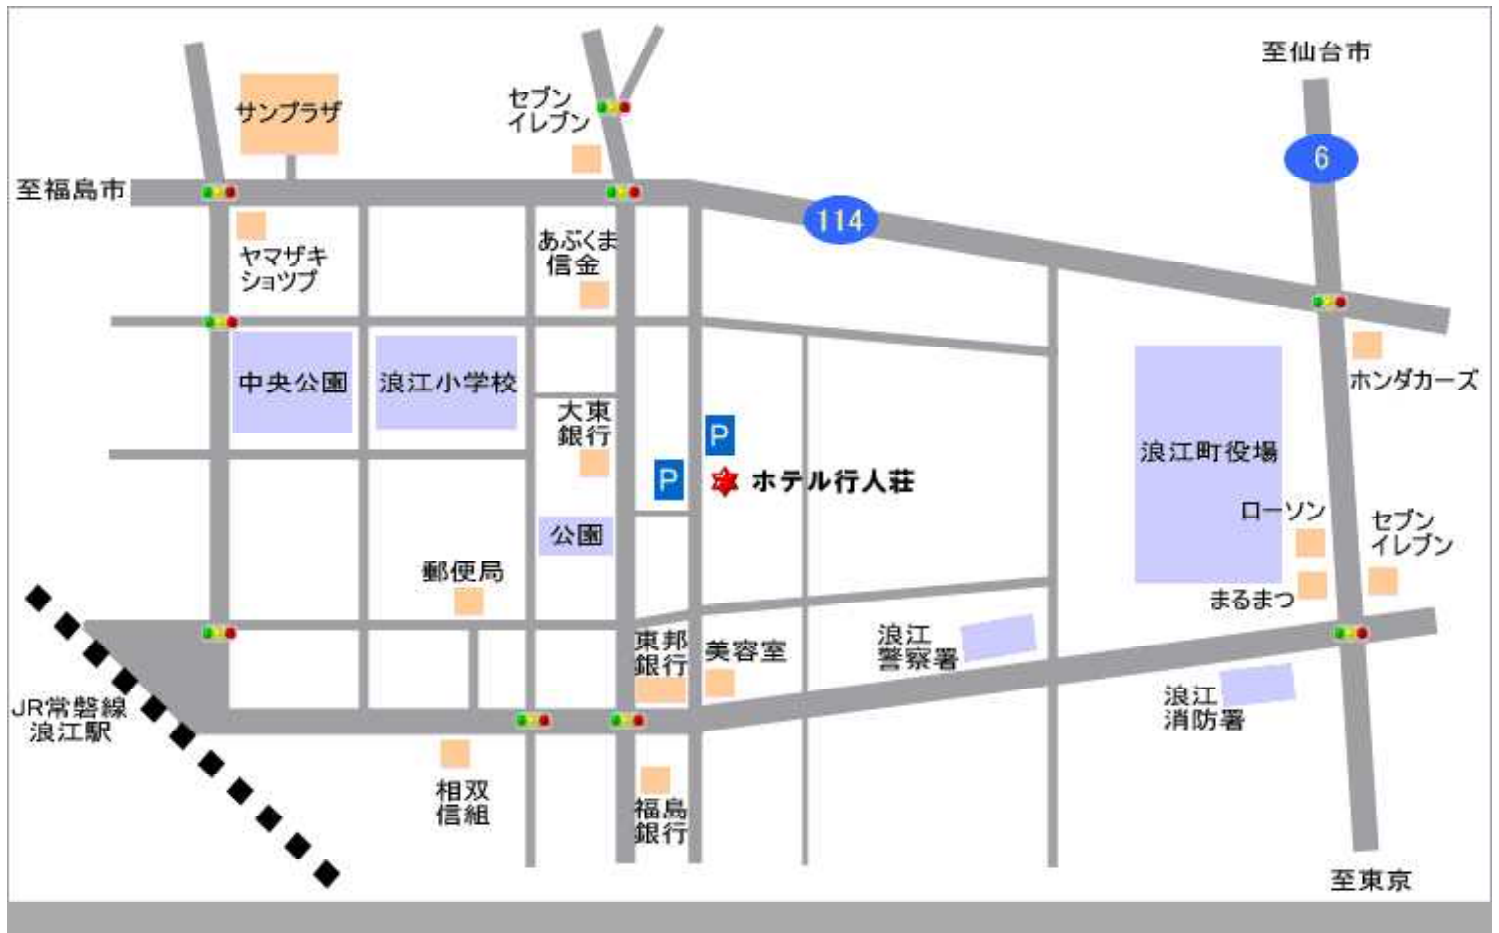 至仙台市
セブン
イレブン
サンプラザ
6
至福島市
114
あぶくま
信金
ヤマザキ
ショツプ
ホンダカーズ
中央公園
浪江小学校
大東
銀行
P
浪江町役場
P
ホテル行人荘
ローソン
セブン
イレブン
公園
郵便局
まるまつ
東邦
銀行
美容室
浪江
警察署
JR常磐線
浪江駅
浪江
消防署
相双
信組
福島
銀行
至東京